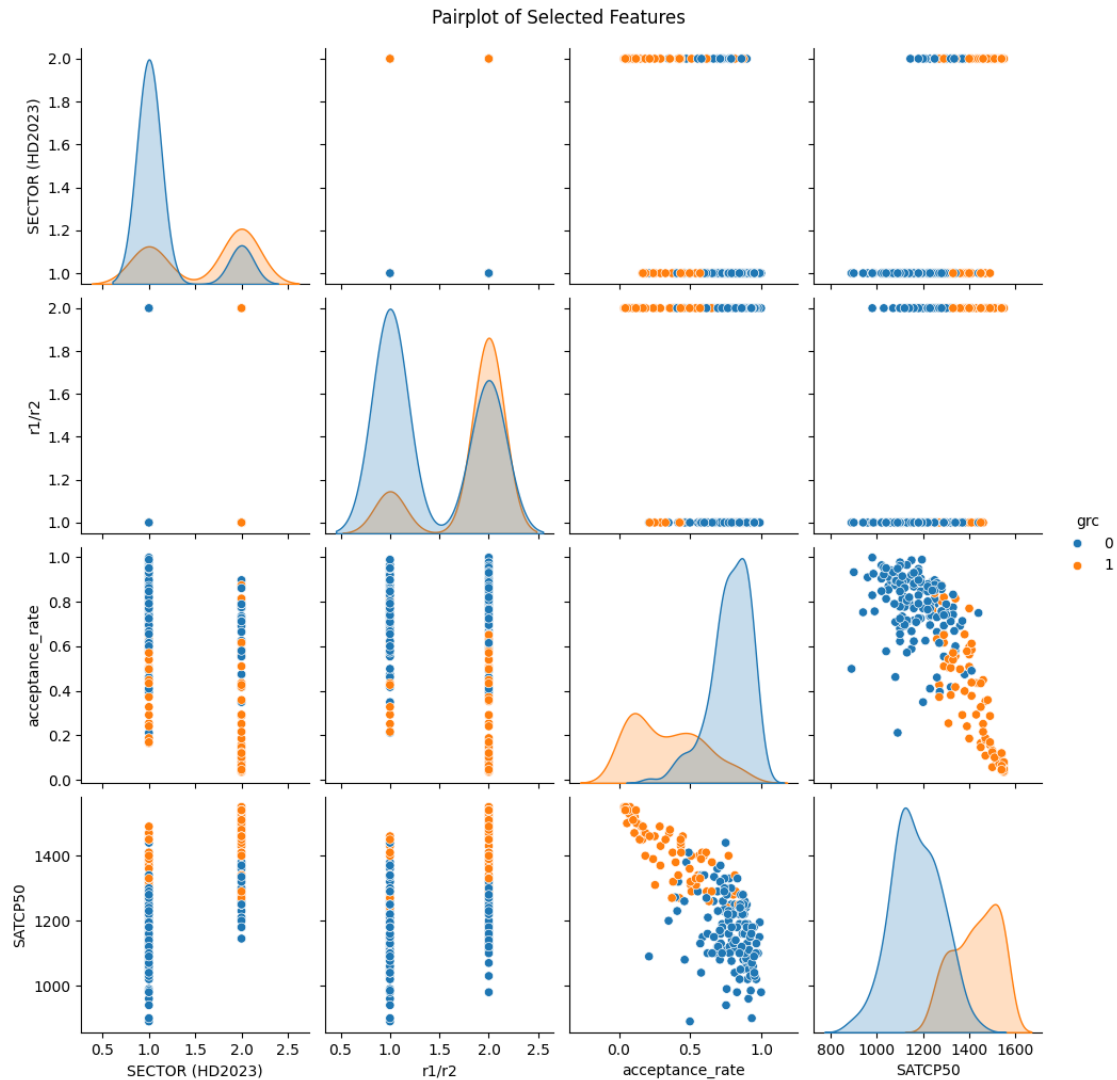 Pairplot of Selected Features
2.0
1.8
1.6
1.4
1.2
1.0
SECTOR (HD2023)
2.0
1.8
1.6
1.4
1.2
1.0
r1/r2
1.0
0.8
0.6
0.4
0.2
0.0
acceptance_rate
grc
0
1
1400
1200
1000
SATCP50
0.5 1.0 1.5 2.0 2.5
SECTOR (HD2023)
0.5 1.0 1.5 2.0 2.5
r1/r2
0.0 0.5 1.0
acceptance_rate
800 1000 1200 1400 1600
SATCP50